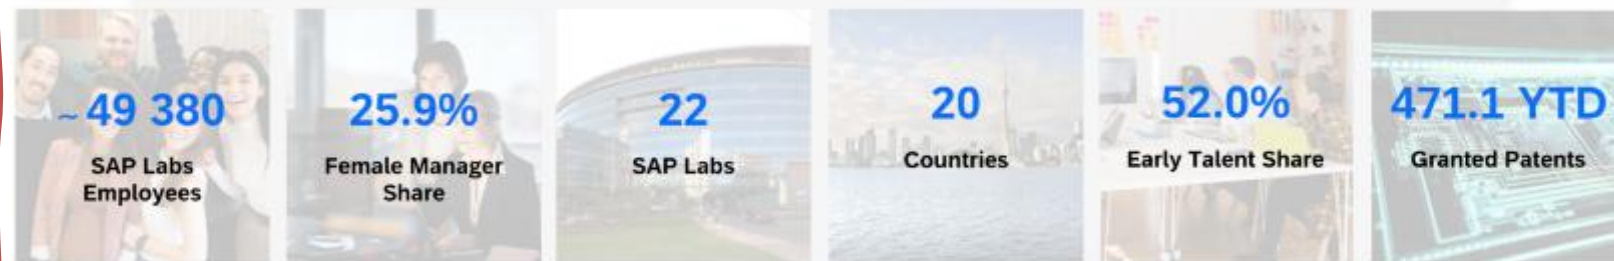 ~ 49 380
SAP Labs
Employees
25.9%
Female Manager
Share
22
SAP Labs
20
Countries
52.0%
Early Talent Share
471.1 YTD
Granted Patents